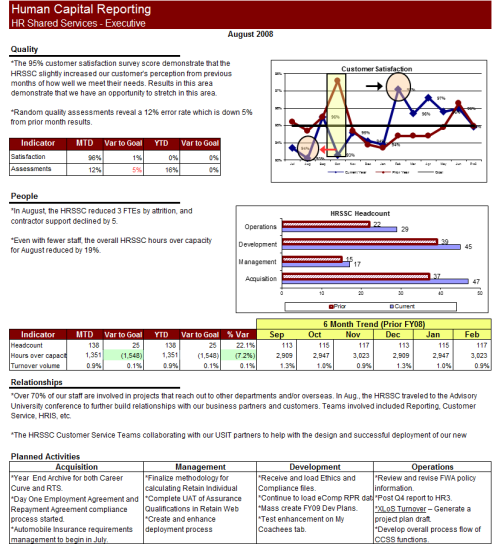 Human Capital Reporting
HR Shared Services - Executive
August 2008
Quality
*The 95% customer satisfaction survey score demonstrate that the
HRSSC slightly increased our customer's perception from previous
months of how well we meet their needs. Results in this area
demonstrate that we have an opportunity to stretch in this area.
*Random quality assessments reveal a 12% error rate which is down 5%
from prior month results.
Indicator MTD Var to Goal YTD Var to Goal
Satisfaction 96% 1% 0% 0%
Assessments 12% 5% 16% 0%
Customer Satisfaction
Current Year Prior Year Goal
People
*In August, the HRSSC reduced 3 FTEs by attrition, and
contractor support declined by 5.
*Even with fewer staff, the overall HRSSC hours over capacity
for August reduced by 19%.
HRSSC Headcount
Operations 22 29
Development 39 45
Management 15 17
Acquisition 37 47
0 10 20 30 40 50
Prior Current
6 Month Trend (Prior FY08)
Indicator MTD Var to Goal YTD Var to Goal % Var Sep Oct Nov Dec Jan Feb
Headcount 138 25 138 25 22.1% 113 115 117 113 115 117
Hours over capacit 1,351 (1,548) 1,351 (1,548) (7.2%) 2,909 2,947 3,023 2,909 2,947 3,023
Turnover volume 0.9% 0.1% 0.9% 0.1% 0.1% 1.3% 1.0% 0.9% 1.3% 1.0% 0.9%
Relationships
*Over 70% of our staff are involved in projects that reach out to other departments and/or overseas. In Aug., the HRSSC traveled to the Advisory
University conference to further build relationships with our business partners and customers. Teams involved included Reporting, Customer
Service, HRIS, etc.
*The HRSSC Customer Service Teams collaborating with our USIT partners to help with the design and successful deployment of our new
Planned Activities
Acquisition
*Year End Archive for both Career
Curve and RTS.
*Day One Employment Agreement and
Repayment Agreement compliance
process started.
*Automobile insurance requirements
management to begin in July.
Management
*Finalize methodology for
calculating Retain Individual
*Complete UAT of Assurance
Qualifications in Retain Web
*Create and enhance
deployment process
Development
*Receive and load Ethics and
Compliance files.
*Continue to load eComp RPR dat
*Mass create FY09 Dev Plans.
*Test enhancement on My
Coachees tab.
Operations
*Review and revise FWA policy
information.
*Post Q4 report to HR3.
*XLoS Turnover – Generate a
project plan draft.
*Develop overall process flow of
CCSS functions.